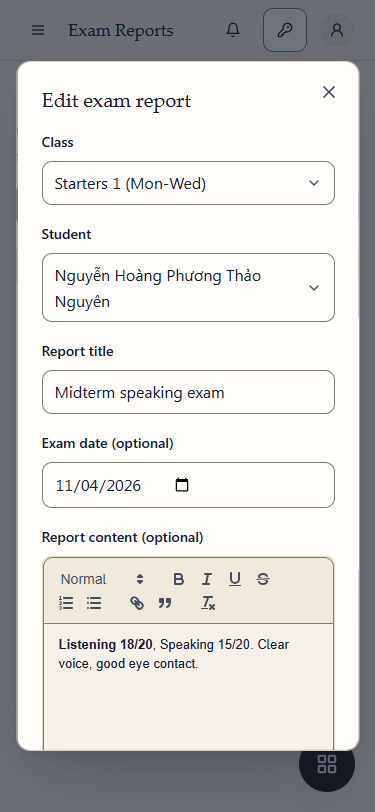 Exam Reports
Edit exam report
Class
Starters 1 (Mon-Wed)
Student
Nguyễn Hoàng Phương Thảo
Nguyên
Report title
Midterm speaking exam
Exam date (optional)
11/04/2026
Report content (optional)
Normal
Listening 18/20, Speaking 15/20. Clear
voice, good eye contact.